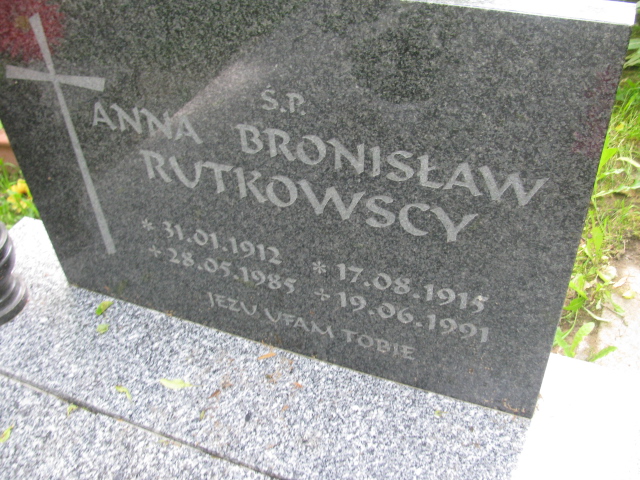 Ś.P.
ANNA BRONISŁAW
RUTKOWSCY
* 31.01.1912 * 17.08.1915
+ 28.05.1985 + 19.06.1991
JEZU UFAM TOBIE